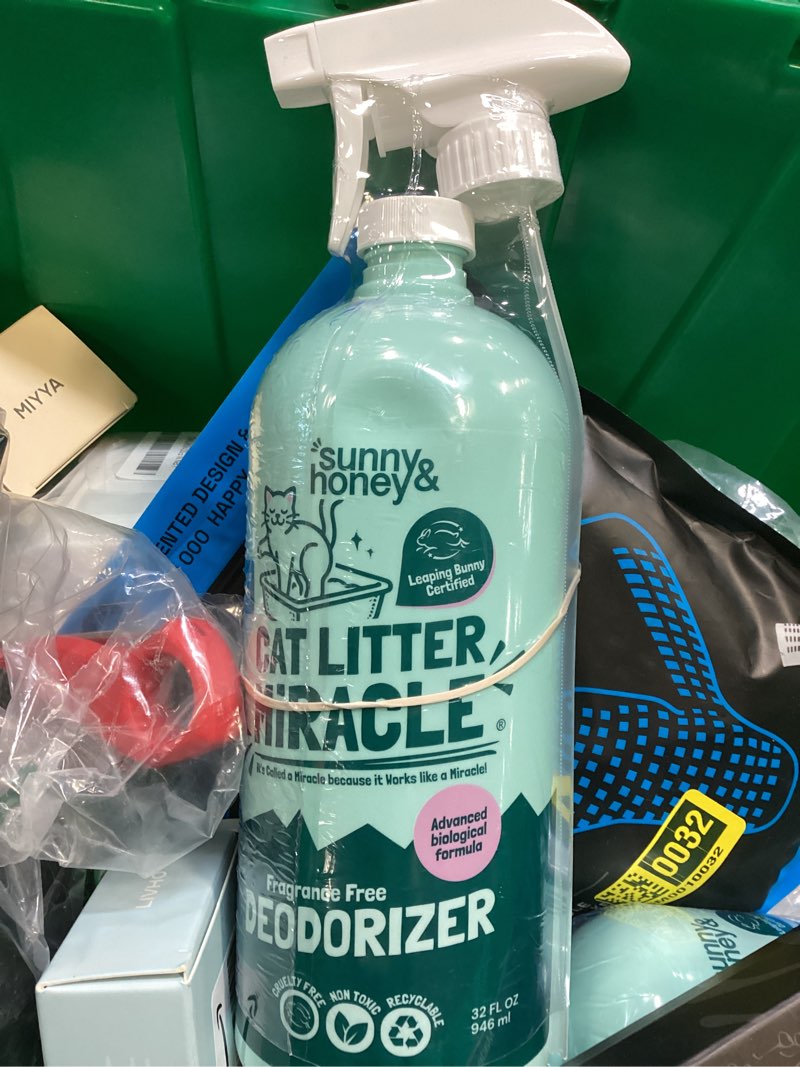 MIYYA
ENTED DESIGN &
000 HAPPY
sunny&
honey
Leaping Bunny
Certified
CAT LITTER
MIRACLE®
It's Called a Miracle because it Works like a Miracle!
Advanced
biological
formula
Fragrance Free
DEODORIZER
CRUELTY FREE
NON TOXIC
RECYCLABLE
32 FL OZ
946 ml
0032
sunny&
honey